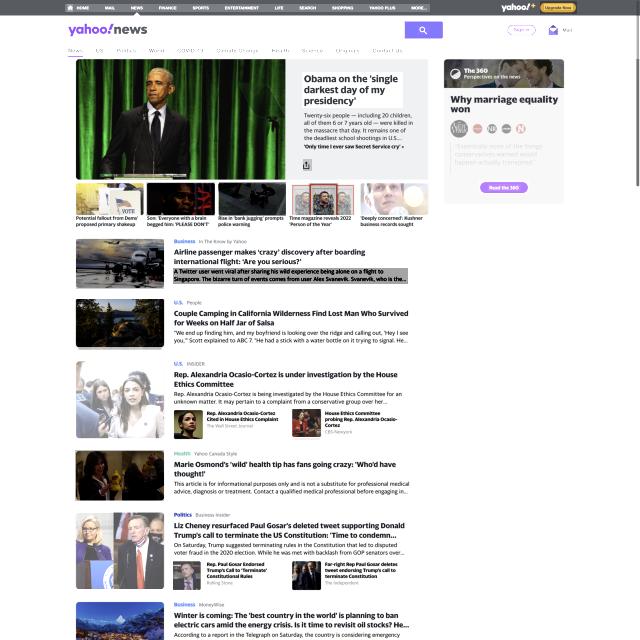 HOME MAIL NEWS FINANCE SPORTS ENTERTAINMENT LIFE SEARCH SHOPPING YAHOO PLUS MORE...
yahoo!+ Upgrade Now
yahoo!news
Sign in
Mail
News US Politics World COVID-19 Climate Change Health Science Originals Contact Us
Obama on the 'single
darkest day of my
presidency'
Twenty-six people — including 20 children,
all of them 6 or 7 years old — were killed in
the massacre that day. It remains one of
the deadliest school shootings in U.S....
'Only time I ever saw Secret Service cry' »
The 360
Perspectives on the news
Why marriage equality
won
"Essentially none of the things
conservatives warned would
happen actually transpired."
Read the 360
VOTE
Potential fallout from Dems'
proposed primary shakeup
Son: 'Everyone with a brain
begged him: 'PLEASE DON'T'
Rise in 'bank jugging' prompts
police warning
Time magazine reveals 2022
'Person of the Year'
'Deeply concerned': Kushner
business records sought
Business In The Know by Yahoo
Airline passenger makes 'crazy' discovery after boarding
international flight: 'Are you serious?'
A Twitter user went viral after sharing his wild experience being alone on a flight to
Singapore. The bizarre turn of events comes from user Alex Svanevik. Svanevik, who is the...
U.S. People
Couple Camping in California Wilderness Find Lost Man Who Survived
for Weeks on Half Jar of Salsa
"We end up finding him, and my boyfriend is looking over the ridge and calling out, 'Hey I see
you,'" Scott explained to ABC 7. "He had a stick with a water bottle on it trying to signal. He...
U.S. INSIDER
Rep. Alexandria Ocasio-Cortez is under investigation by the House
Ethics Committee
Rep. Alexandria Ocasio-Cortez is being investigated by the House Ethics Committee for an
unknown matter. It may pertain to a complaint from a conservative group over her...
Rep. Alexandria Ocasio-Cortez
Cited in House Ethics Complaint
The Wall Street Journal
House Ethics Committee
probing Rep. Alexandria Ocasio-
Cortez
CBS-Newyork
Health Yahoo Canada Style
Marie Osmond's 'wild' health tip has fans going crazy: 'Who'd have
thought!'
This article is for informational purposes only and is not a substitute for professional medical
advice, diagnosis or treatment. Contact a qualified medical professional before engaging in...
Politics Business Insider
Liz Cheney resurfaced Paul Gosar's deleted tweet supporting Donald
Trump's call to terminate the US Constitution: 'Time to condemn...
On Saturday, Trump suggested terminating rules in the Constitution that led to disputed
voter fraud in the 2020 election. While he was met with backlash from GOP senators over...
Rep. Paul Gosar Endorsed
Trump's Call to 'Terminate'
Constitutional Rules
Rolling Stone
Far-right Rep Paul Gosar deletes
tweet endorsing Trump's call to
terminate Constitution
The Independent
Business MoneyWise
Winter is coming: The 'best country in the world' is planning to ban
electric cars amid the energy crisis. Is it time to revisit oil stocks? He...
According to a report in the Telegraph on Saturday, the country is considering emergency